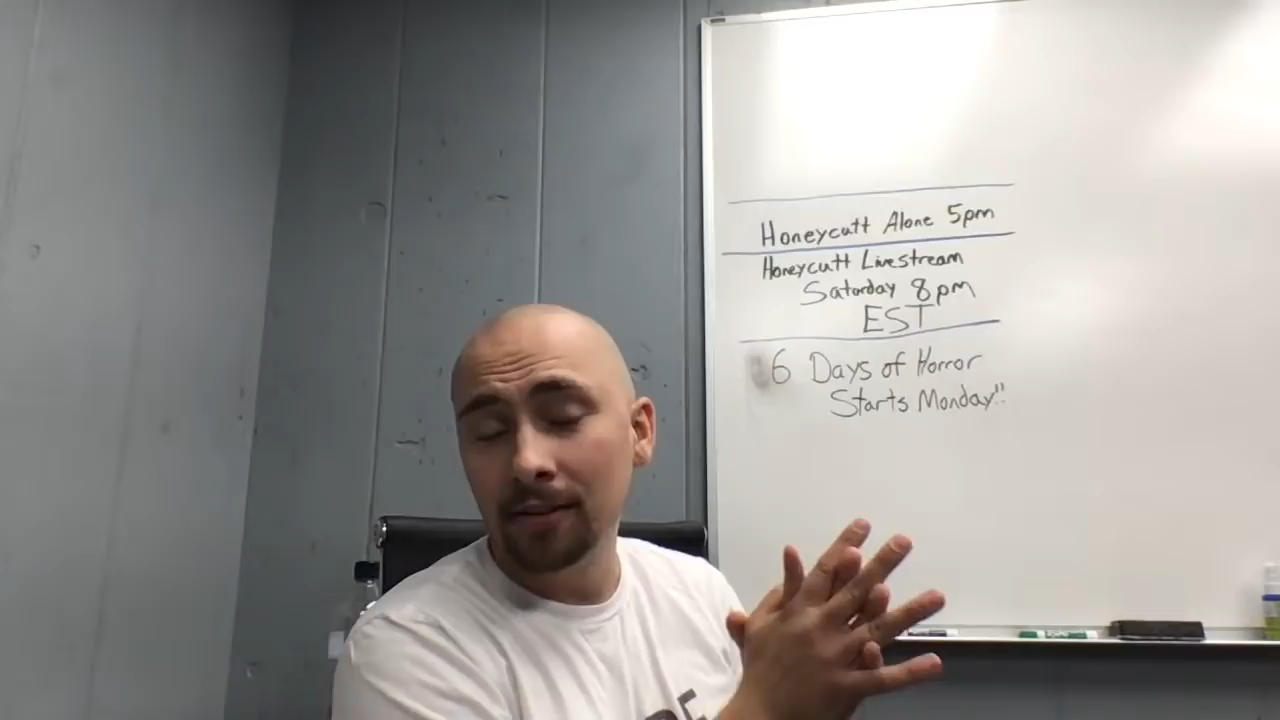 Honeycutt Alone 5pm
Honeycutt Livestream
Saturday 8pm
EST
6 Days of Horror
Starts Monday!!